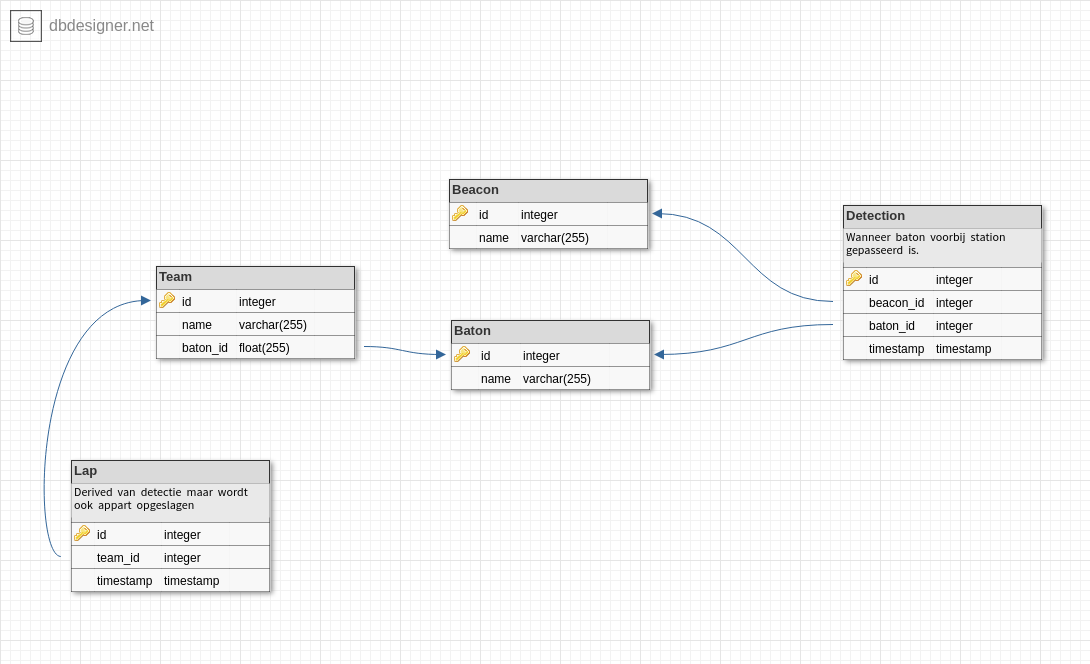 dbdesigner.net
Beacon
id integer
name varchar(255)
Detection
Wanneer baton voorbij station
gepasseerd is.
id integer
beacon_id integer
baton_id integer
timestamp timestamp
Team
id integer
name varchar(255)
baton_id float(255)
Baton
id integer
name varchar(255)
Lap
Derived van detectie maar wordt
ook appart opgeslagen
id integer
team_id integer
timestamp timestamp